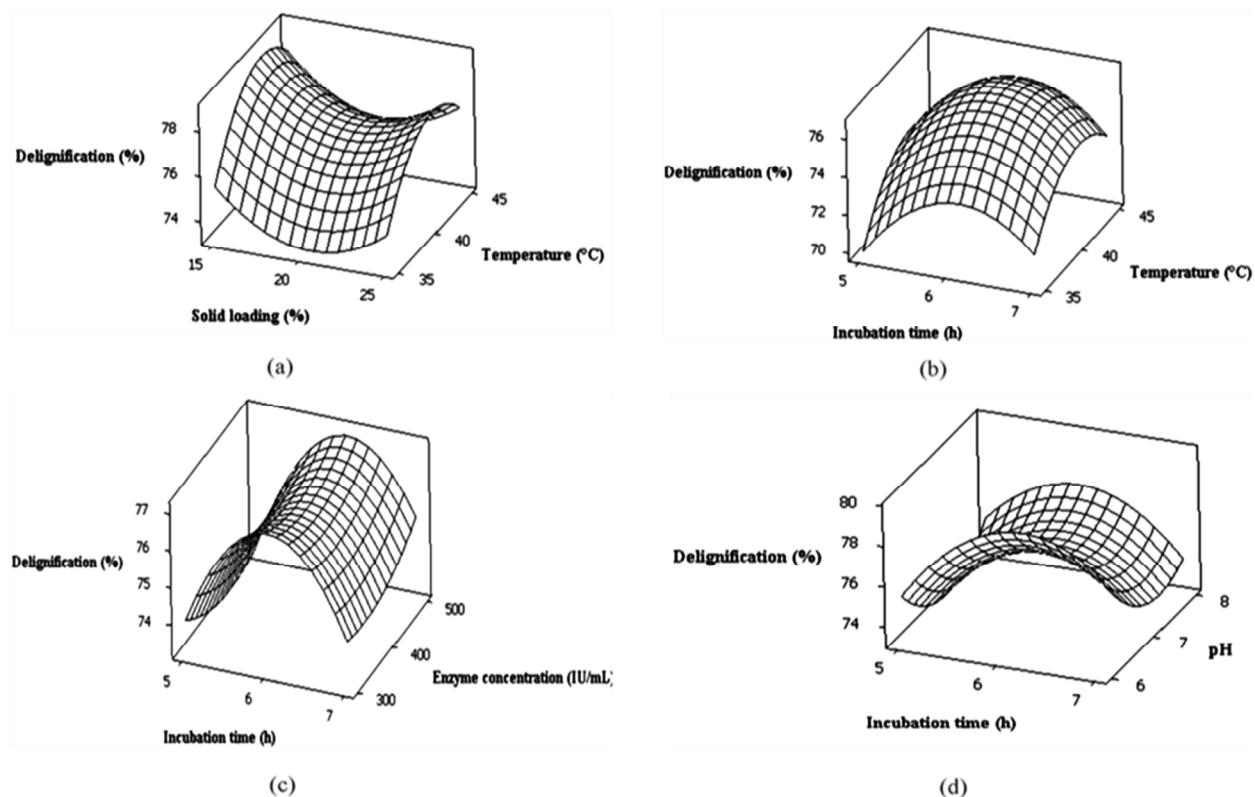 78
Delignification (%)
76
74
15
20
25
Solid loading (%)
45
40
Temperature (°C)
35
(a)
76
Delignification (%)
74
72
70
5
6
7
Incubation time (h)
45
40
Temperature (°C)
35
(b)
77
76
Delignification (%)
75
74
5
6
7
Incubation time (h)
500
400
Enzyme concentration (IU/mL)
300
(c)
80
78
Delignification (%)
76
74
5
6
7
Incubation time (h)
8
7
pH
6
(d)